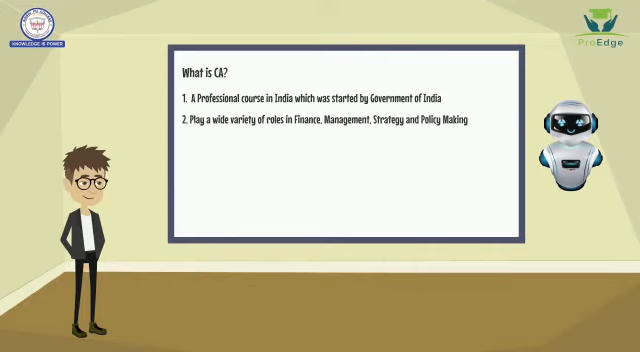 KNOWLEDGE IS POWER
ProEdge
What is CA?
1. A Professional course in India which was started by Government of India
2. Play a wide variety of roles in Finance, Management, Strategy and Policy Making